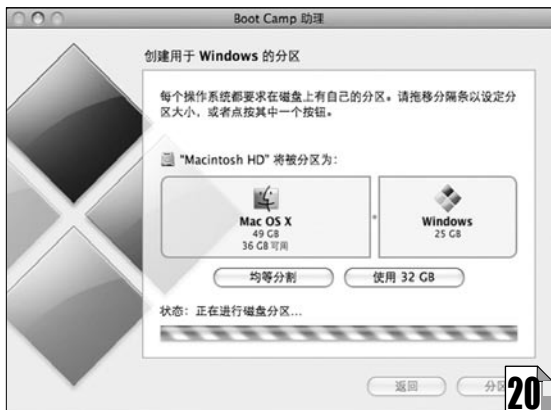 Boot Camp 助理
创建用于 Windows 的分区
每个操作系统都要求在磁盘上有自己的分区。请拖移分隔条以设定分
区大小，或者点按其中一个按钮。
"Macintosh HD" 将被分区为：
Mac OS X
49 GB
36 GB 可用
Windows
25 GB
均等分割
使用 32 GB
状态：正在进行磁盘分区...
返回
分区
20